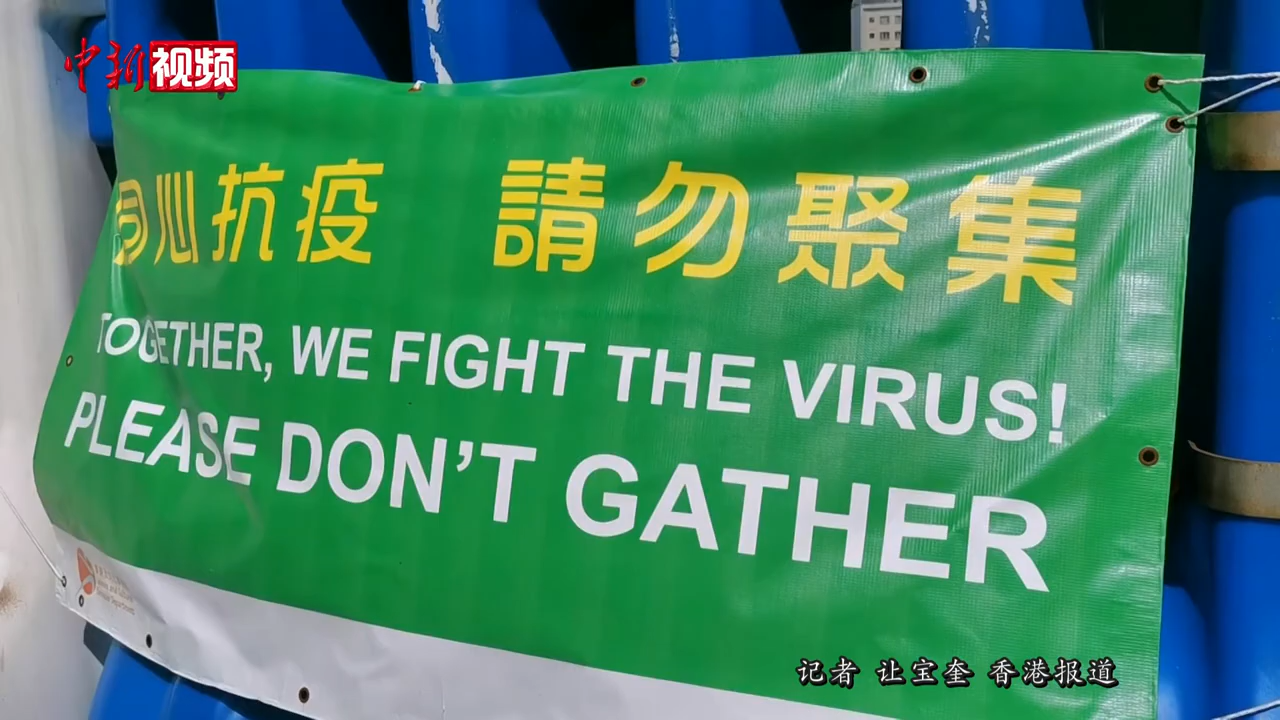 中新视频
同心抗疫 請勿聚集
TOGETHER, WE FIGHT THE VIRUS!
PLEASE DON'T GATHER
记者 让宝奎 香港报道